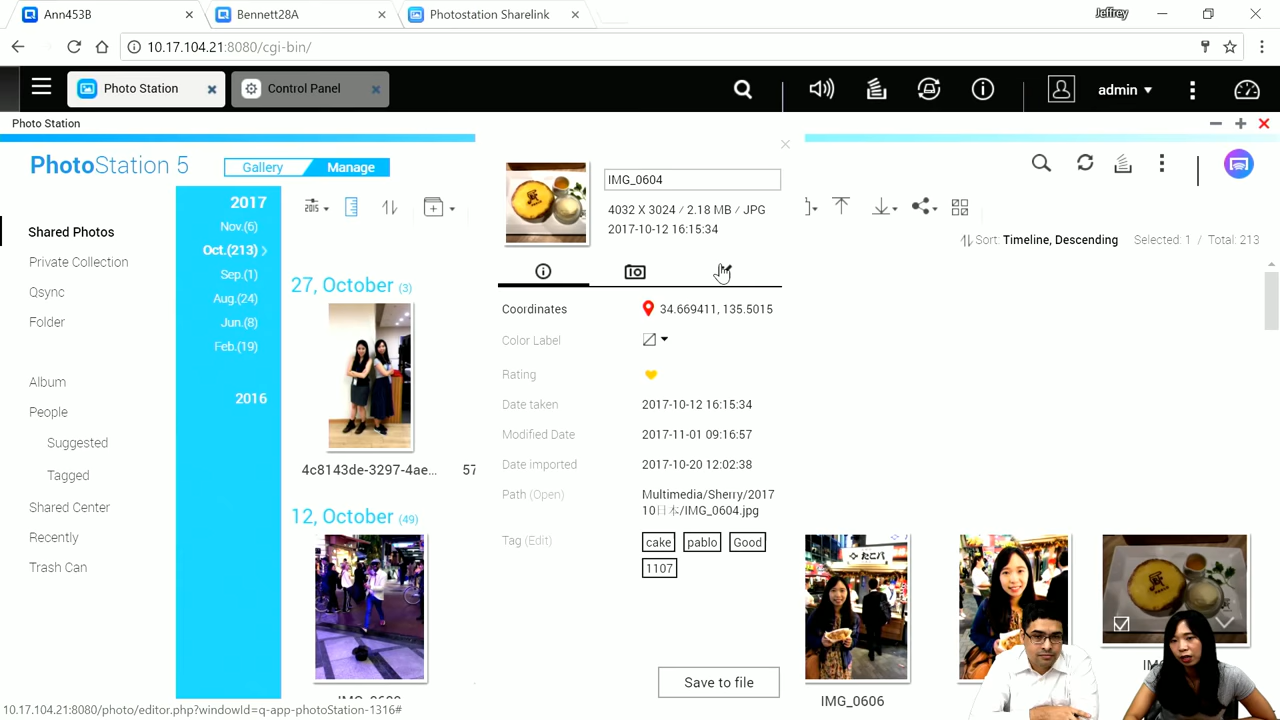 Ann453B
Bennett28A
Photostation Sharelink
Jeffrey
10.17.104.21:8080/cgi-bin/
Photo Station
Control Panel
admin
Photo Station
PhotoStation 5
Gallery
Manage
Shared Photos
Private Collection
Qsync
Folder
Album
People
Suggested
Tagged
Shared Center
Recently
Trash Can
2017
Nov.(6)
Oct.(213)
Sep.(1)
Aug.(24)
Jun.(8)
Feb.(19)
2016
2015
Sort: Timeline, Descending
Selected: 1 / Total: 213
27, October (3)
4c8143de-3297-4ae...
57
12, October (49)
IMG_0604
4032 X 3024 / 2.18 MB / JPG
2017-10-12 16:15:34
Coordinates
34.669411, 135.5015
Color Label
Rating
Date taken
2017-10-12 16:15:34
Modified Date
2017-11-01 09:16:57
Date imported
2017-10-20 12:02:38
Path (Open)
Multimedia/Sherry/2017
10日本/IMG_0604.jpg
Tag (Edit)
cake
pablo
Good
1107
Save to file
たこパ
IMG_0606
10.17.104.21:8080/photo/editor.php?windowId=q-app-photoStation-1316#